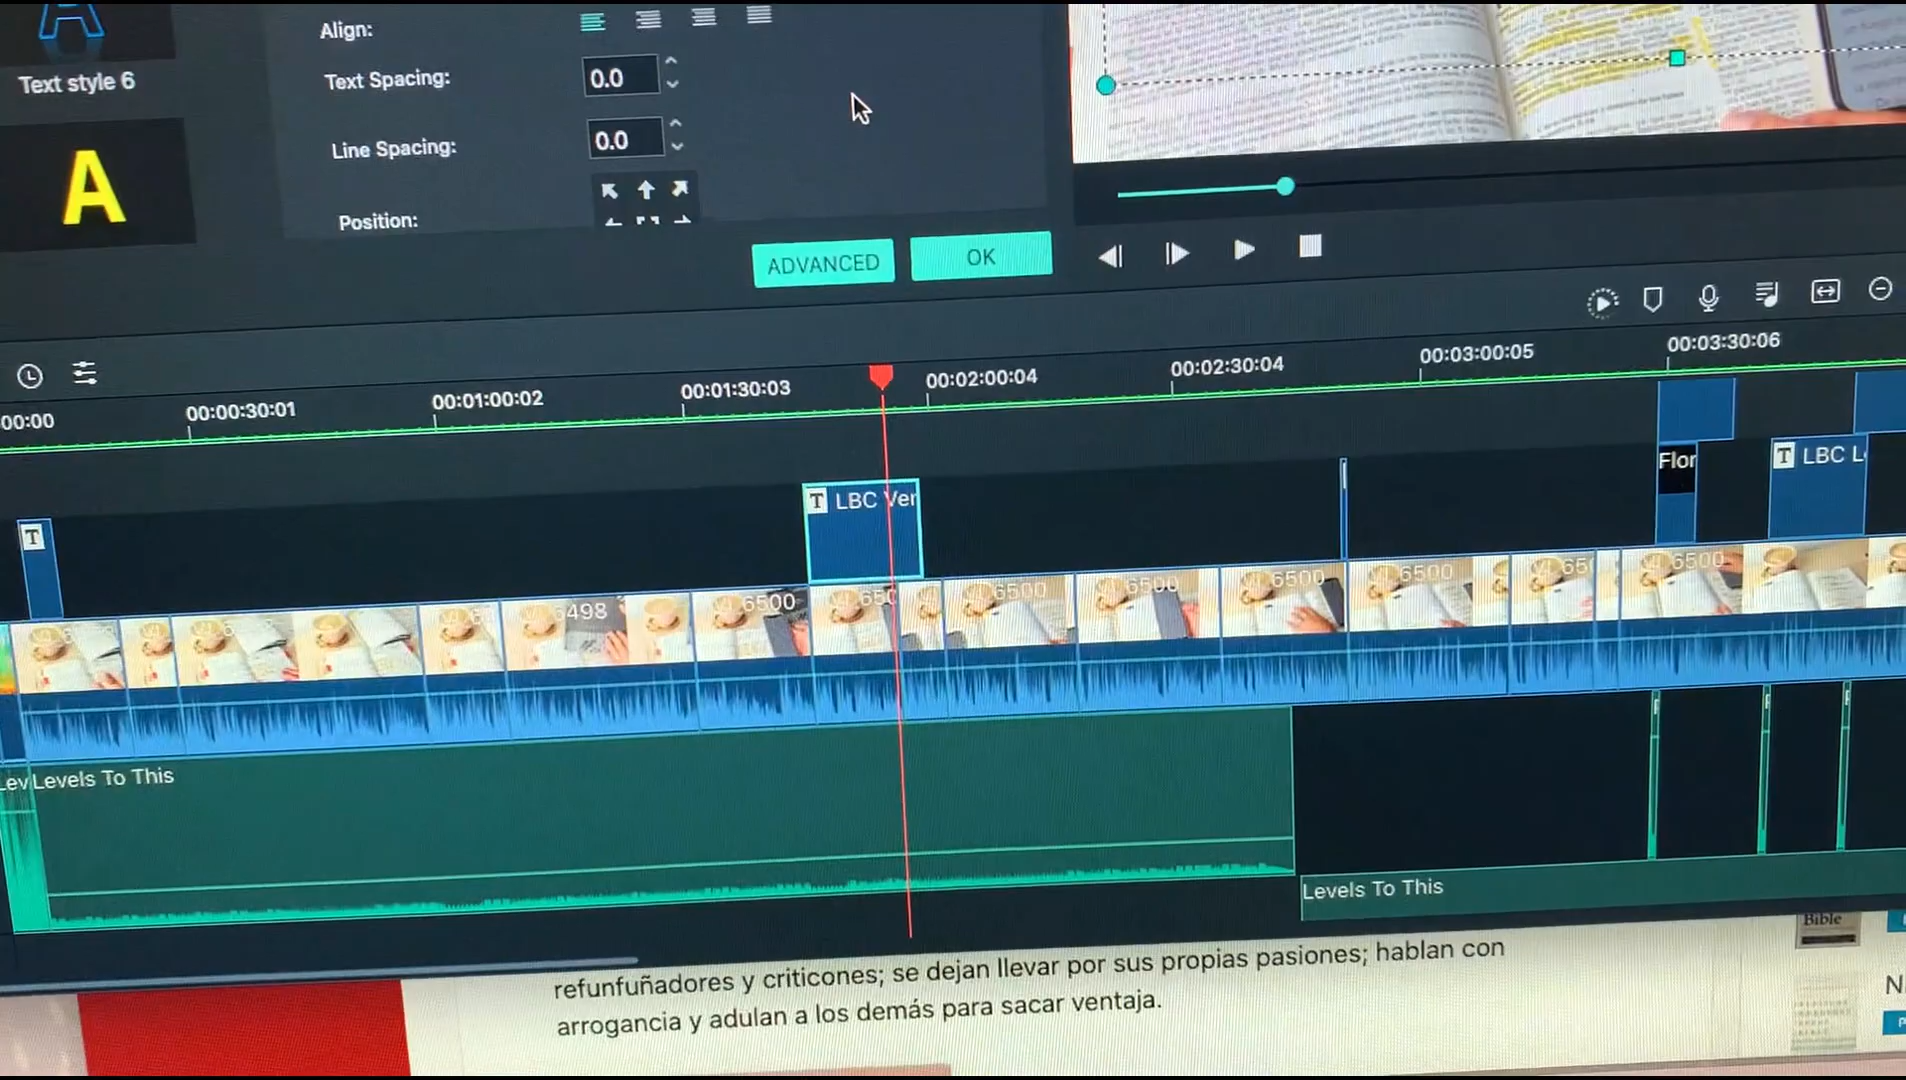 Align:
Text style 6
Text Spacing:
0.0
A
Line Spacing:
0.0
Position:
ADVANCED
OK
00:00
00:00:30:01
00:01:00:02
00:01:30:03
00:02:00:04
00:02:30:04
00:03:00:05
00:03:30:06
T
T LBC Ver
Flor
T LBC L
6498
6500
650
6500
6500
6500
6500
65
6500
Lev
Levels To This
Levels To This
Bible
refunfuñadores y criticones; se dejan llevar por sus propias pasiones; hablan con
arrogancia y adulan a los demás para sacar ventaja.
N